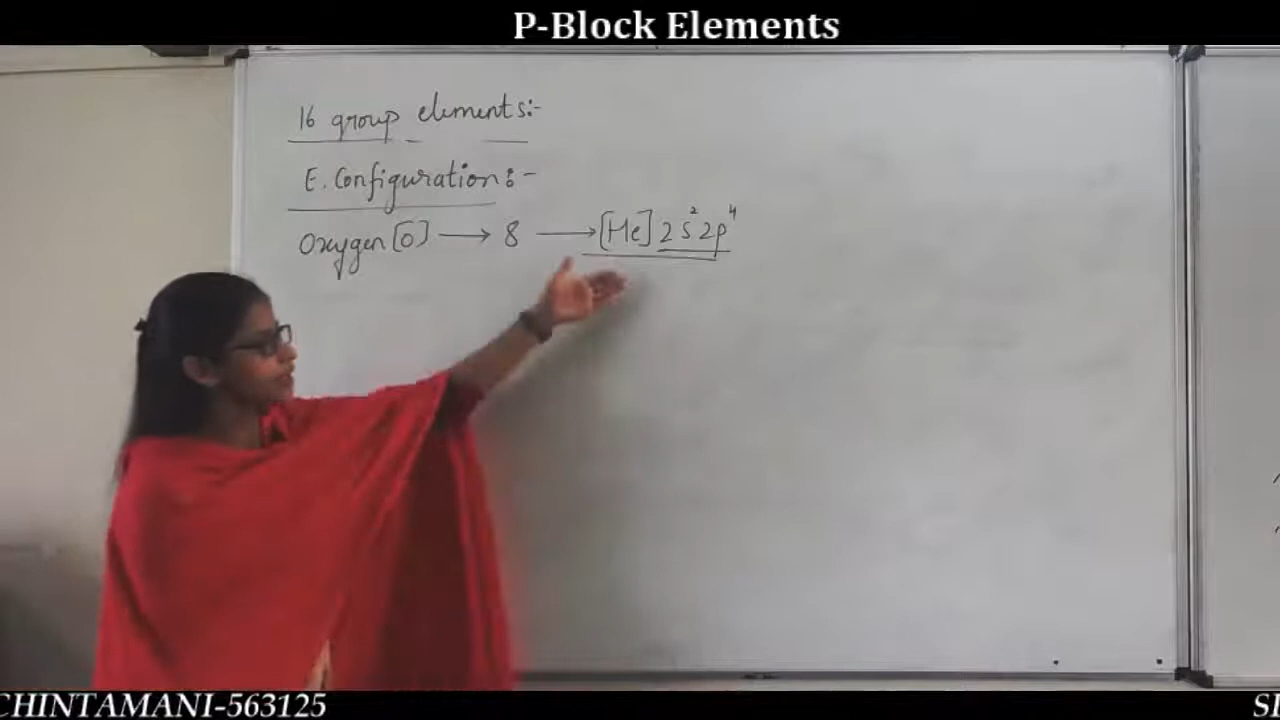 P-Block Elements
16 group elements:-
E. Configuration:-
Oxygen [O] → 8 → [He] 2s² 2p⁴
CHINTAMANI-563125